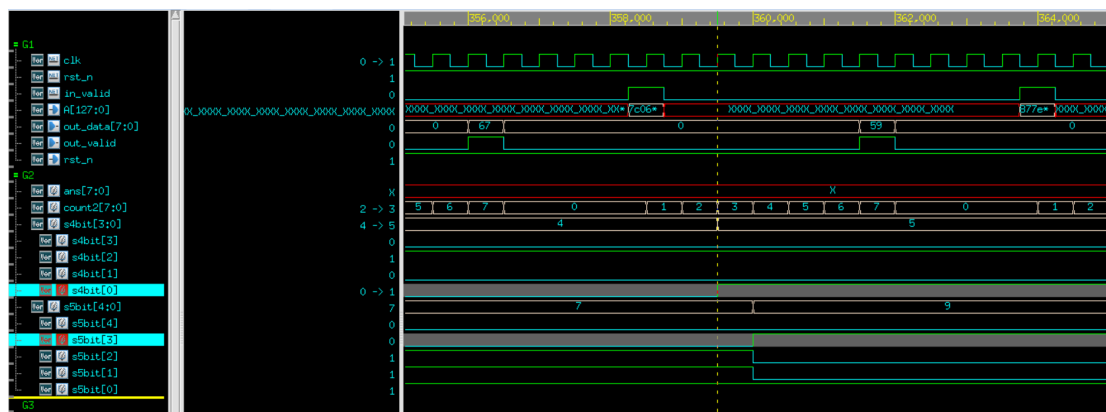 356,000 358,000 360,000 362,000 364,000
G1
clk 0 -> 1
rst_n 1
in_valid 0
A[127:0] XX_XXXX_XXXX_XXXX_XXXX_XXXX_XXXX_XXXX 7c06* 877e*
out_data[7:0] 0 0 67 0 59 0
out_valid 0
rst_n 1
G2
ans[7:0] X X
count2[7:0] 2 -> 3 5 6 7 0 1 2 3 4 5 6 7 0 1 2
s4bit[3:0] 4 -> 5 4 5
s4bit[3] 0
s4bit[2] 1
s4bit[1] 0
s4bit[0] 0 -> 1
s5bit[4:0] 7 7 9
s5bit[4] 0
s5bit[3] 0
s5bit[2] 1
s5bit[1] 1
s5bit[0] 1
G3